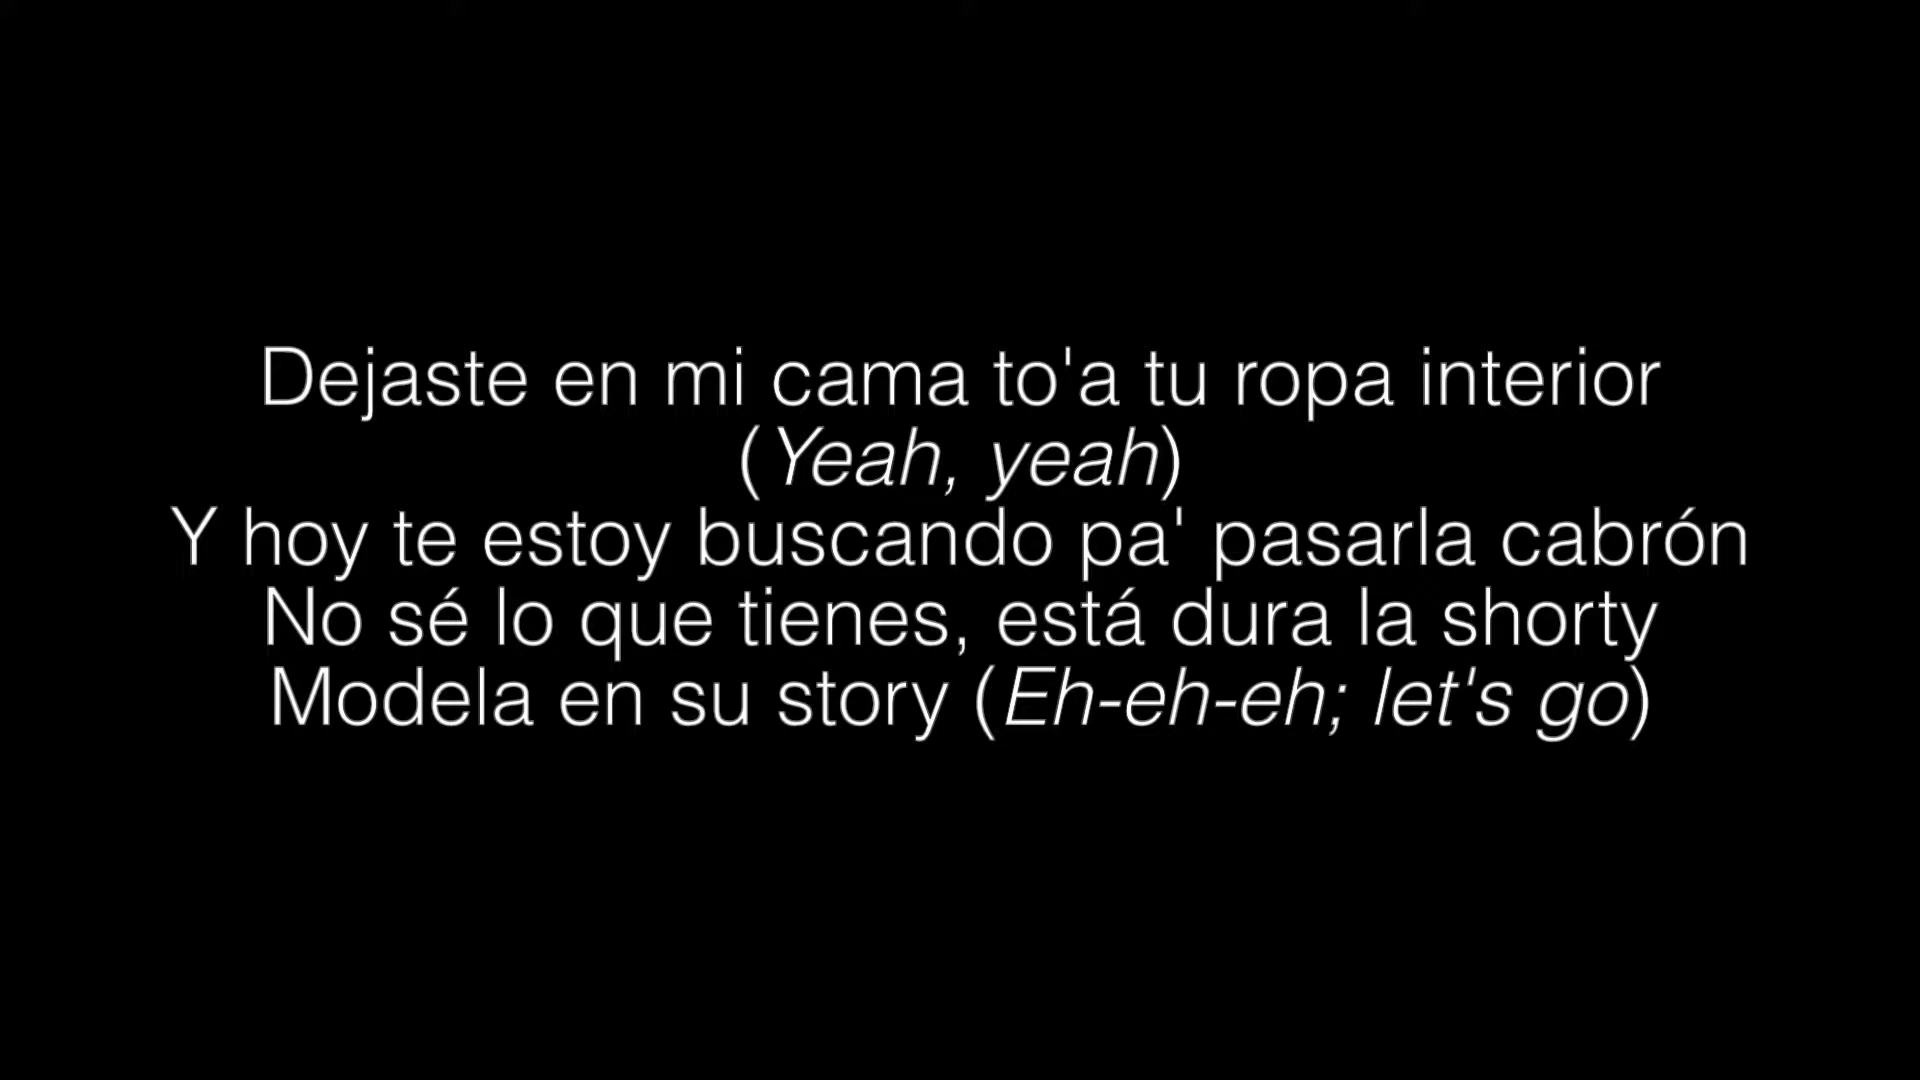 Dejaste en mi cama to'a tu ropa interior
(Yeah, yeah)
Y hoy te estoy buscando pa' pasarla cabrón
No sé lo que tienes, está dura la shorty
Modela en su story (Eh-eh-eh; let's go)